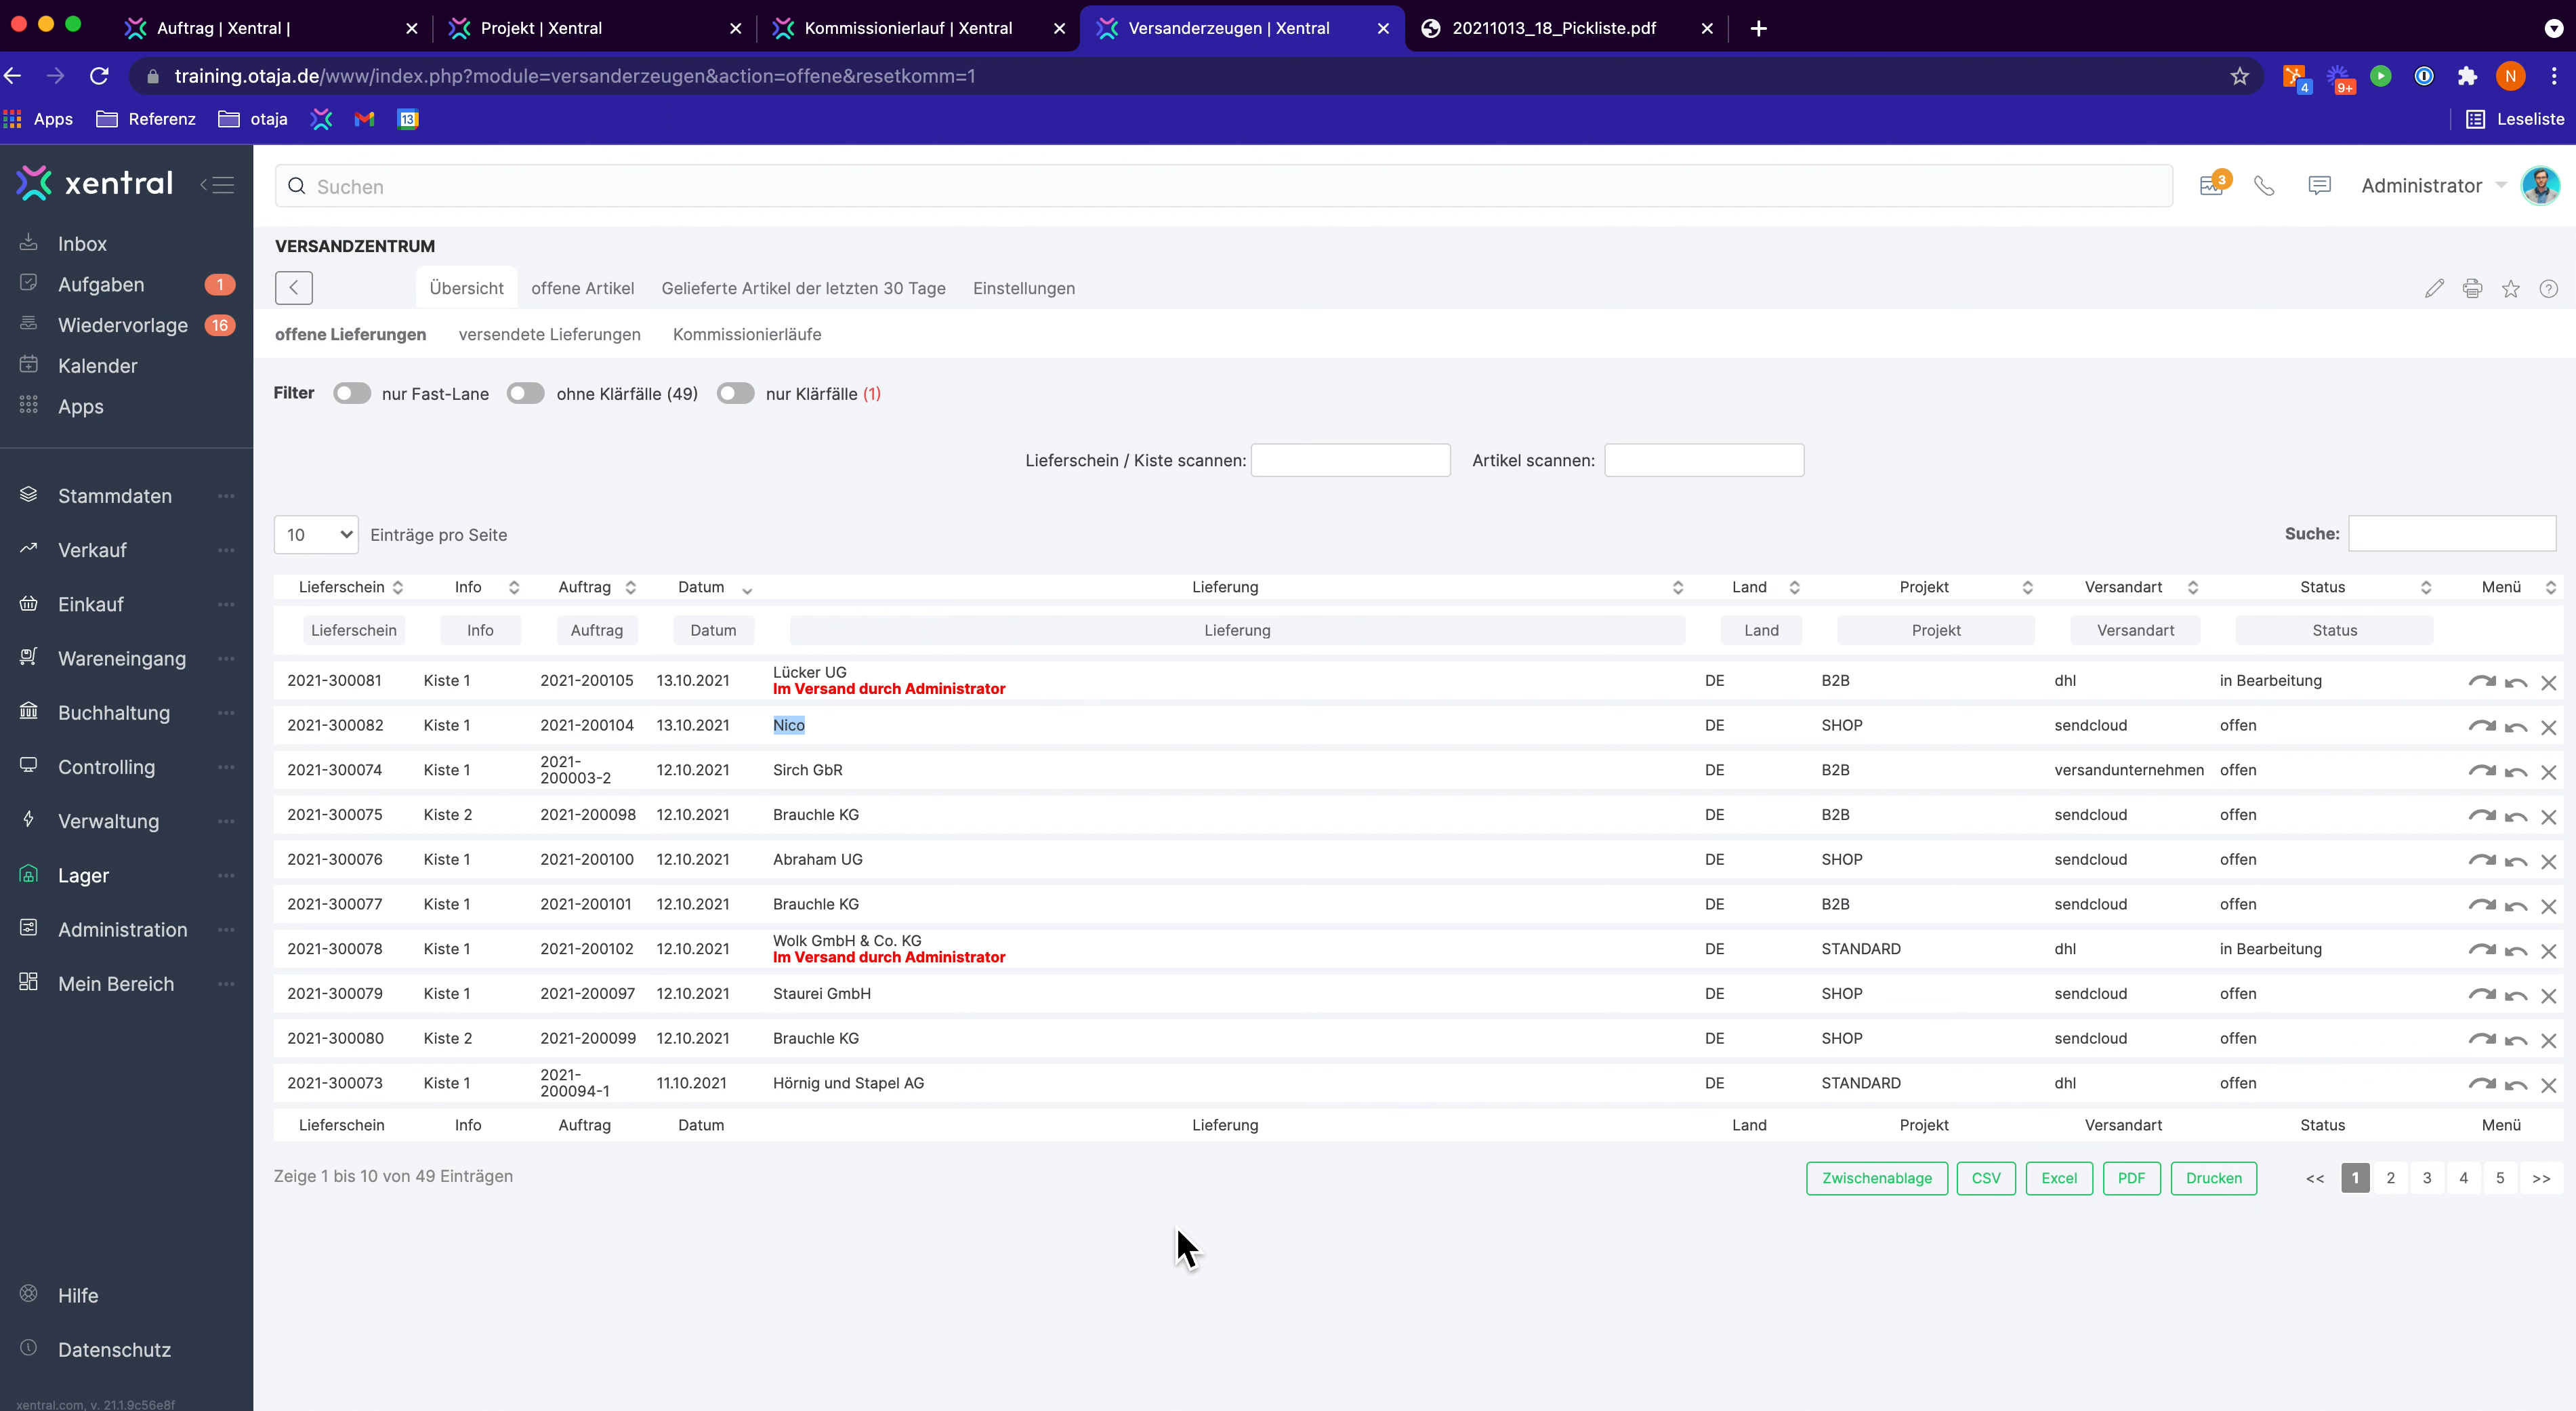 Auftrag | Xentral |
Projekt | Xentral
Kommissionierlauf | Xentral
Versanderzeugen | Xentral
20211013_18_Pickliste.pdf
training.otaja.de/www/index.php?module=versanderzeugen&action=offene&resetkomm=1
4
9+
N
Apps
Referenz
otaja
13
Leseliste
xentral
Suchen
3
Administrator
Inbox
Aufgaben 1
Wiedervorlage 16
Kalender
Apps
Stammdaten
Verkauf
Einkauf
Wareneingang
Buchhaltung
Controlling
Verwaltung
Lager
Administration
Mein Bereich
Hilfe
Datenschutz
xentral.com, v. 21.1.9c56e8f
VERSANDZENTRUM
Übersicht offene Artikel Gelieferte Artikel der letzten 30 Tage Einstellungen
offene Lieferungen versendete Lieferungen Kommissionierläufe
Filter nur Fast-Lane ohne Klärfälle (49) nur Klärfälle (1)
Lieferschein / Kiste scannen: Artikel scannen:
10 Einträge pro Seite Suche:
Lieferschein Info Auftrag Datum Lieferung Land Projekt Versandart Status Menü
Lieferschein Info Auftrag Datum Lieferung Land Projekt Versandart Status
2021-300081 Kiste 1 2021-200105 13.10.2021 Lücker UG DE B2B dhl in Bearbeitung
Im Versand durch Administrator
2021-300082 Kiste 1 2021-200104 13.10.2021 Nico DE SHOP sendcloud offen
2021-300074 Kiste 1 2021-200003-2 12.10.2021 Sirch GbR DE B2B versandunternehmen offen
2021-300075 Kiste 2 2021-200098 12.10.2021 Brauchle KG DE B2B sendcloud offen
2021-300076 Kiste 1 2021-200100 12.10.2021 Abraham UG DE SHOP sendcloud offen
2021-300077 Kiste 1 2021-200101 12.10.2021 Brauchle KG DE B2B sendcloud offen
2021-300078 Kiste 1 2021-200102 12.10.2021 Wolk GmbH & Co. KG DE STANDARD dhl in Bearbeitung
Im Versand durch Administrator
2021-300079 Kiste 1 2021-200097 12.10.2021 Staurei GmbH DE SHOP sendcloud offen
2021-300080 Kiste 2 2021-200099 12.10.2021 Brauchle KG DE SHOP sendcloud offen
2021-300073 Kiste 1 2021-200094-1 11.10.2021 Hörnig und Stapel AG DE STANDARD dhl offen
Lieferschein Info Auftrag Datum Lieferung Land Projekt Versandart Status Menü
Zeige 1 bis 10 von 49 Einträgen
Zwischenablage CSV Excel PDF Drucken << 1 2 3 4 5 >>